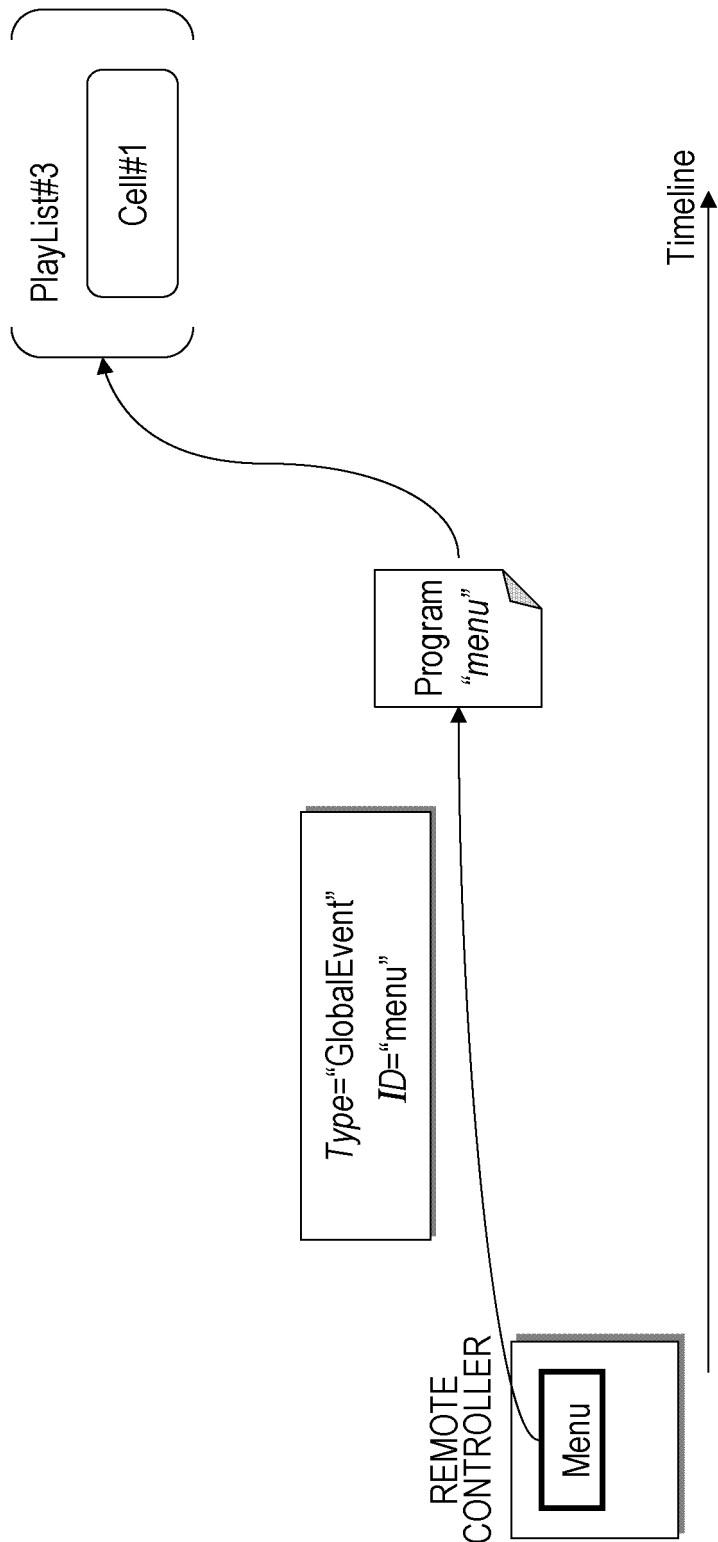 PlayList#3
Cell#1
Timeline
Program
“menu”
Type=“GlobalEvent”
ID=“menu”
REMOTE
CONTROLLER
Menu